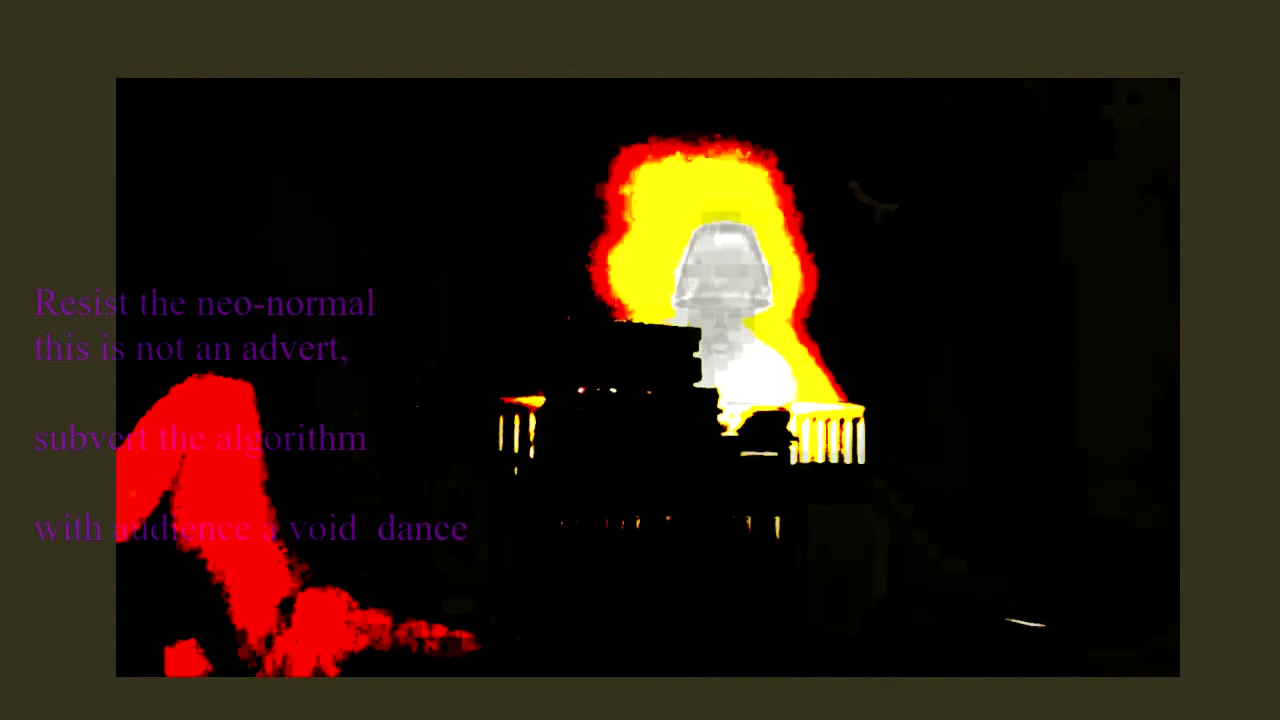 Resist the neo-normal
this is not an advert,
subvert the algorithm
with audience a void  dance